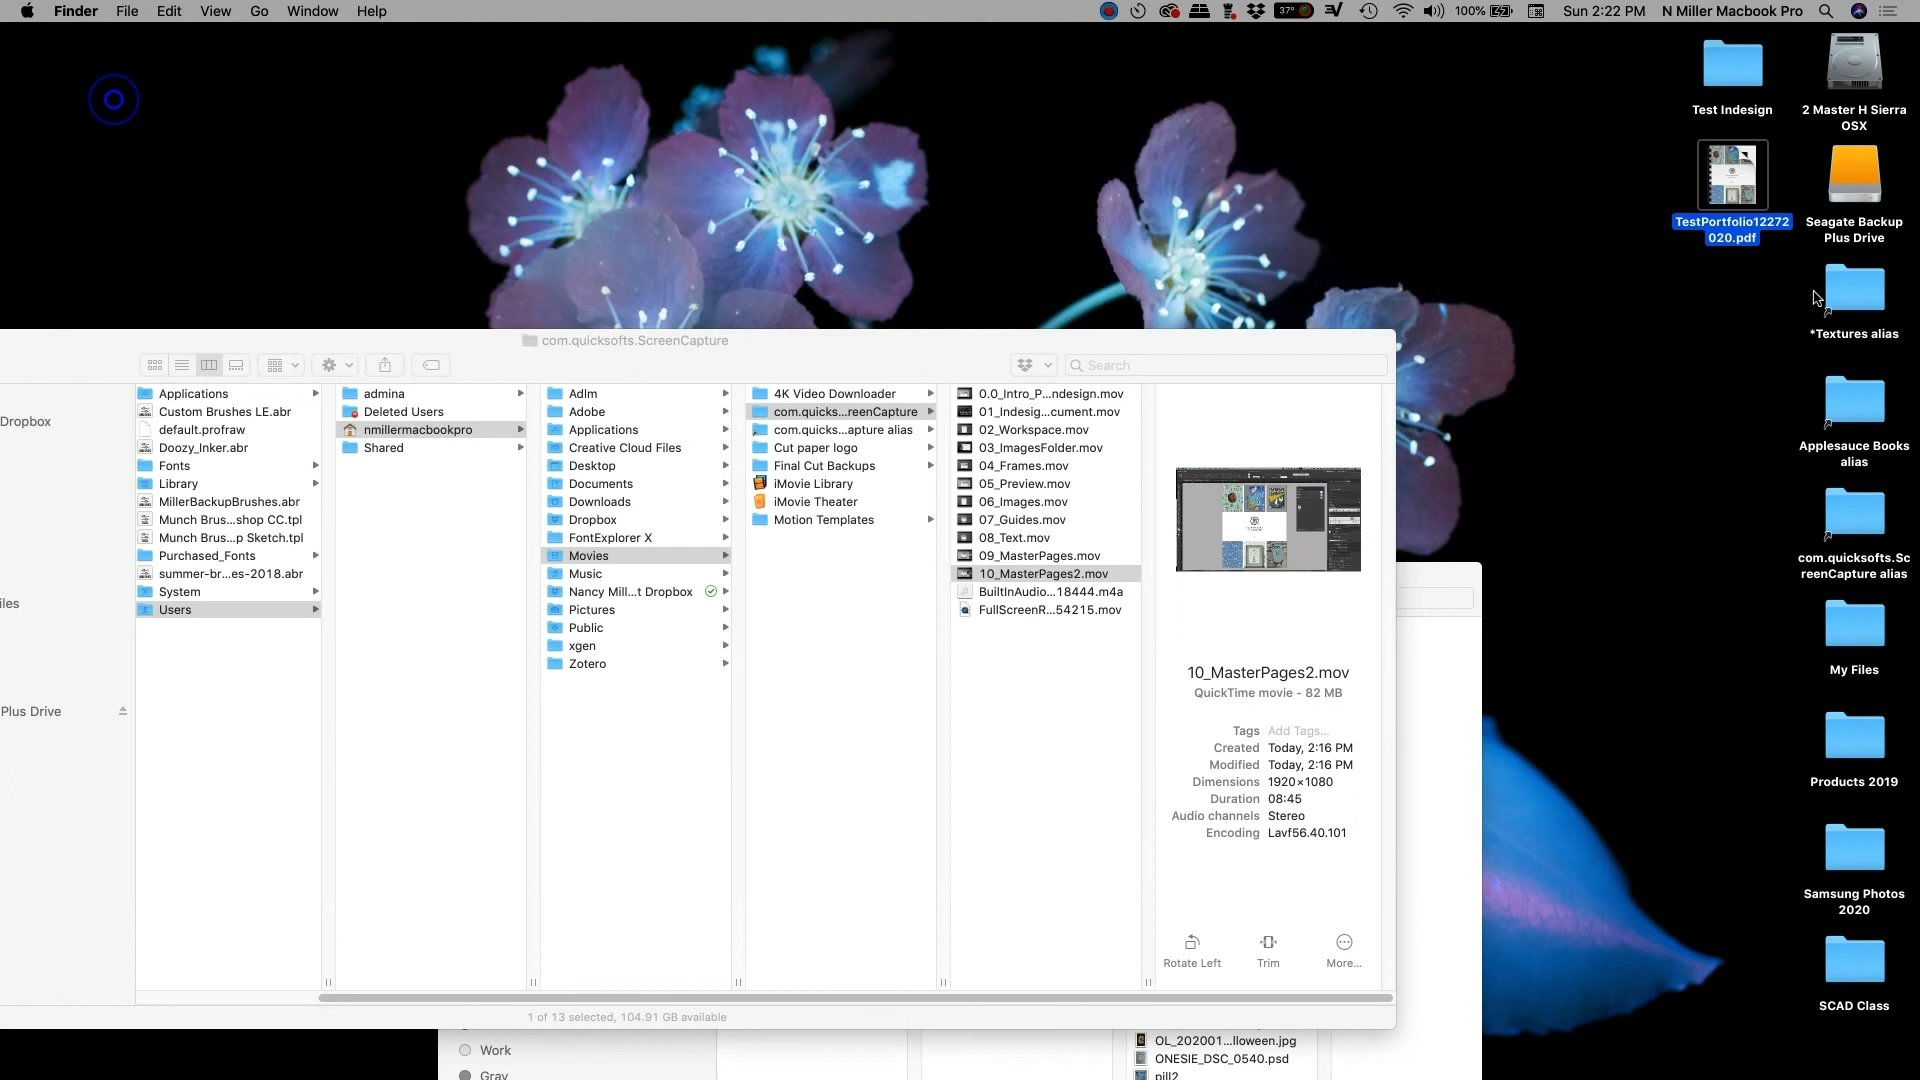 Finder File Edit View Go Window Help
37° 100% Sun 2:22 PM N Miller Macbook Pro
Test Indesign
2 Master H Sierra
OSX
TestPortfolio12272
020.pdf
Seagate Backup
Plus Drive
*Textures alias
Applesauce Books
alias
com.quicksofts.Sc
reenCapture alias
My Files
Products 2019
Samsung Photos
2020
SCAD Class
com.quicksofts.ScreenCapture
Search
Dropbox
iles
Plus Drive
Applications
Custom Brushes LE.abr
default.profraw
Doozy_Inker.abr
Fonts
Library
MillerBackupBrushes.abr
Munch Brus...shop CC.tpl
Munch Brus...p Sketch.tpl
Purchased_Fonts
summer-br...es-2018.abr
System
Users
admina
Deleted Users
nmillermacbookpro
Shared
Adlm
Adobe
Applications
Creative Cloud Files
Desktop
Documents
Downloads
Dropbox
FontExplorer X
Movies
Music
Nancy Mill...t Dropbox
Pictures
Public
xgen
Zotero
4K Video Downloader
com.quicks...reenCapture
com.quicks...apture alias
Cut paper logo
Final Cut Backups
iMovie Library
iMovie Theater
Motion Templates
0.0_Intro_P...ndesign.mov
01_Indesig...cument.mov
02_Workspace.mov
03_ImagesFolder.mov
04_Frames.mov
05_Preview.mov
06_Images.mov
07_Guides.mov
08_Text.mov
09_MasterPages.mov
10_MasterPages2.mov
BuiltInAudio...18444.m4a
FullScreenR...54215.mov
10_MasterPages2.mov
QuickTime movie - 82 MB
Tags Add Tags...
Created Today, 2:16 PM
Modified Today, 2:16 PM
Dimensions 1920×1080
Duration 08:45
Audio channels Stereo
Encoding Lavf56.40.101
Rotate Left Trim More...
1 of 13 selected, 104.91 GB available
Work
Gray
OL_202001...lloween.jpg
ONESIE_DSC_0540.psd
pill2